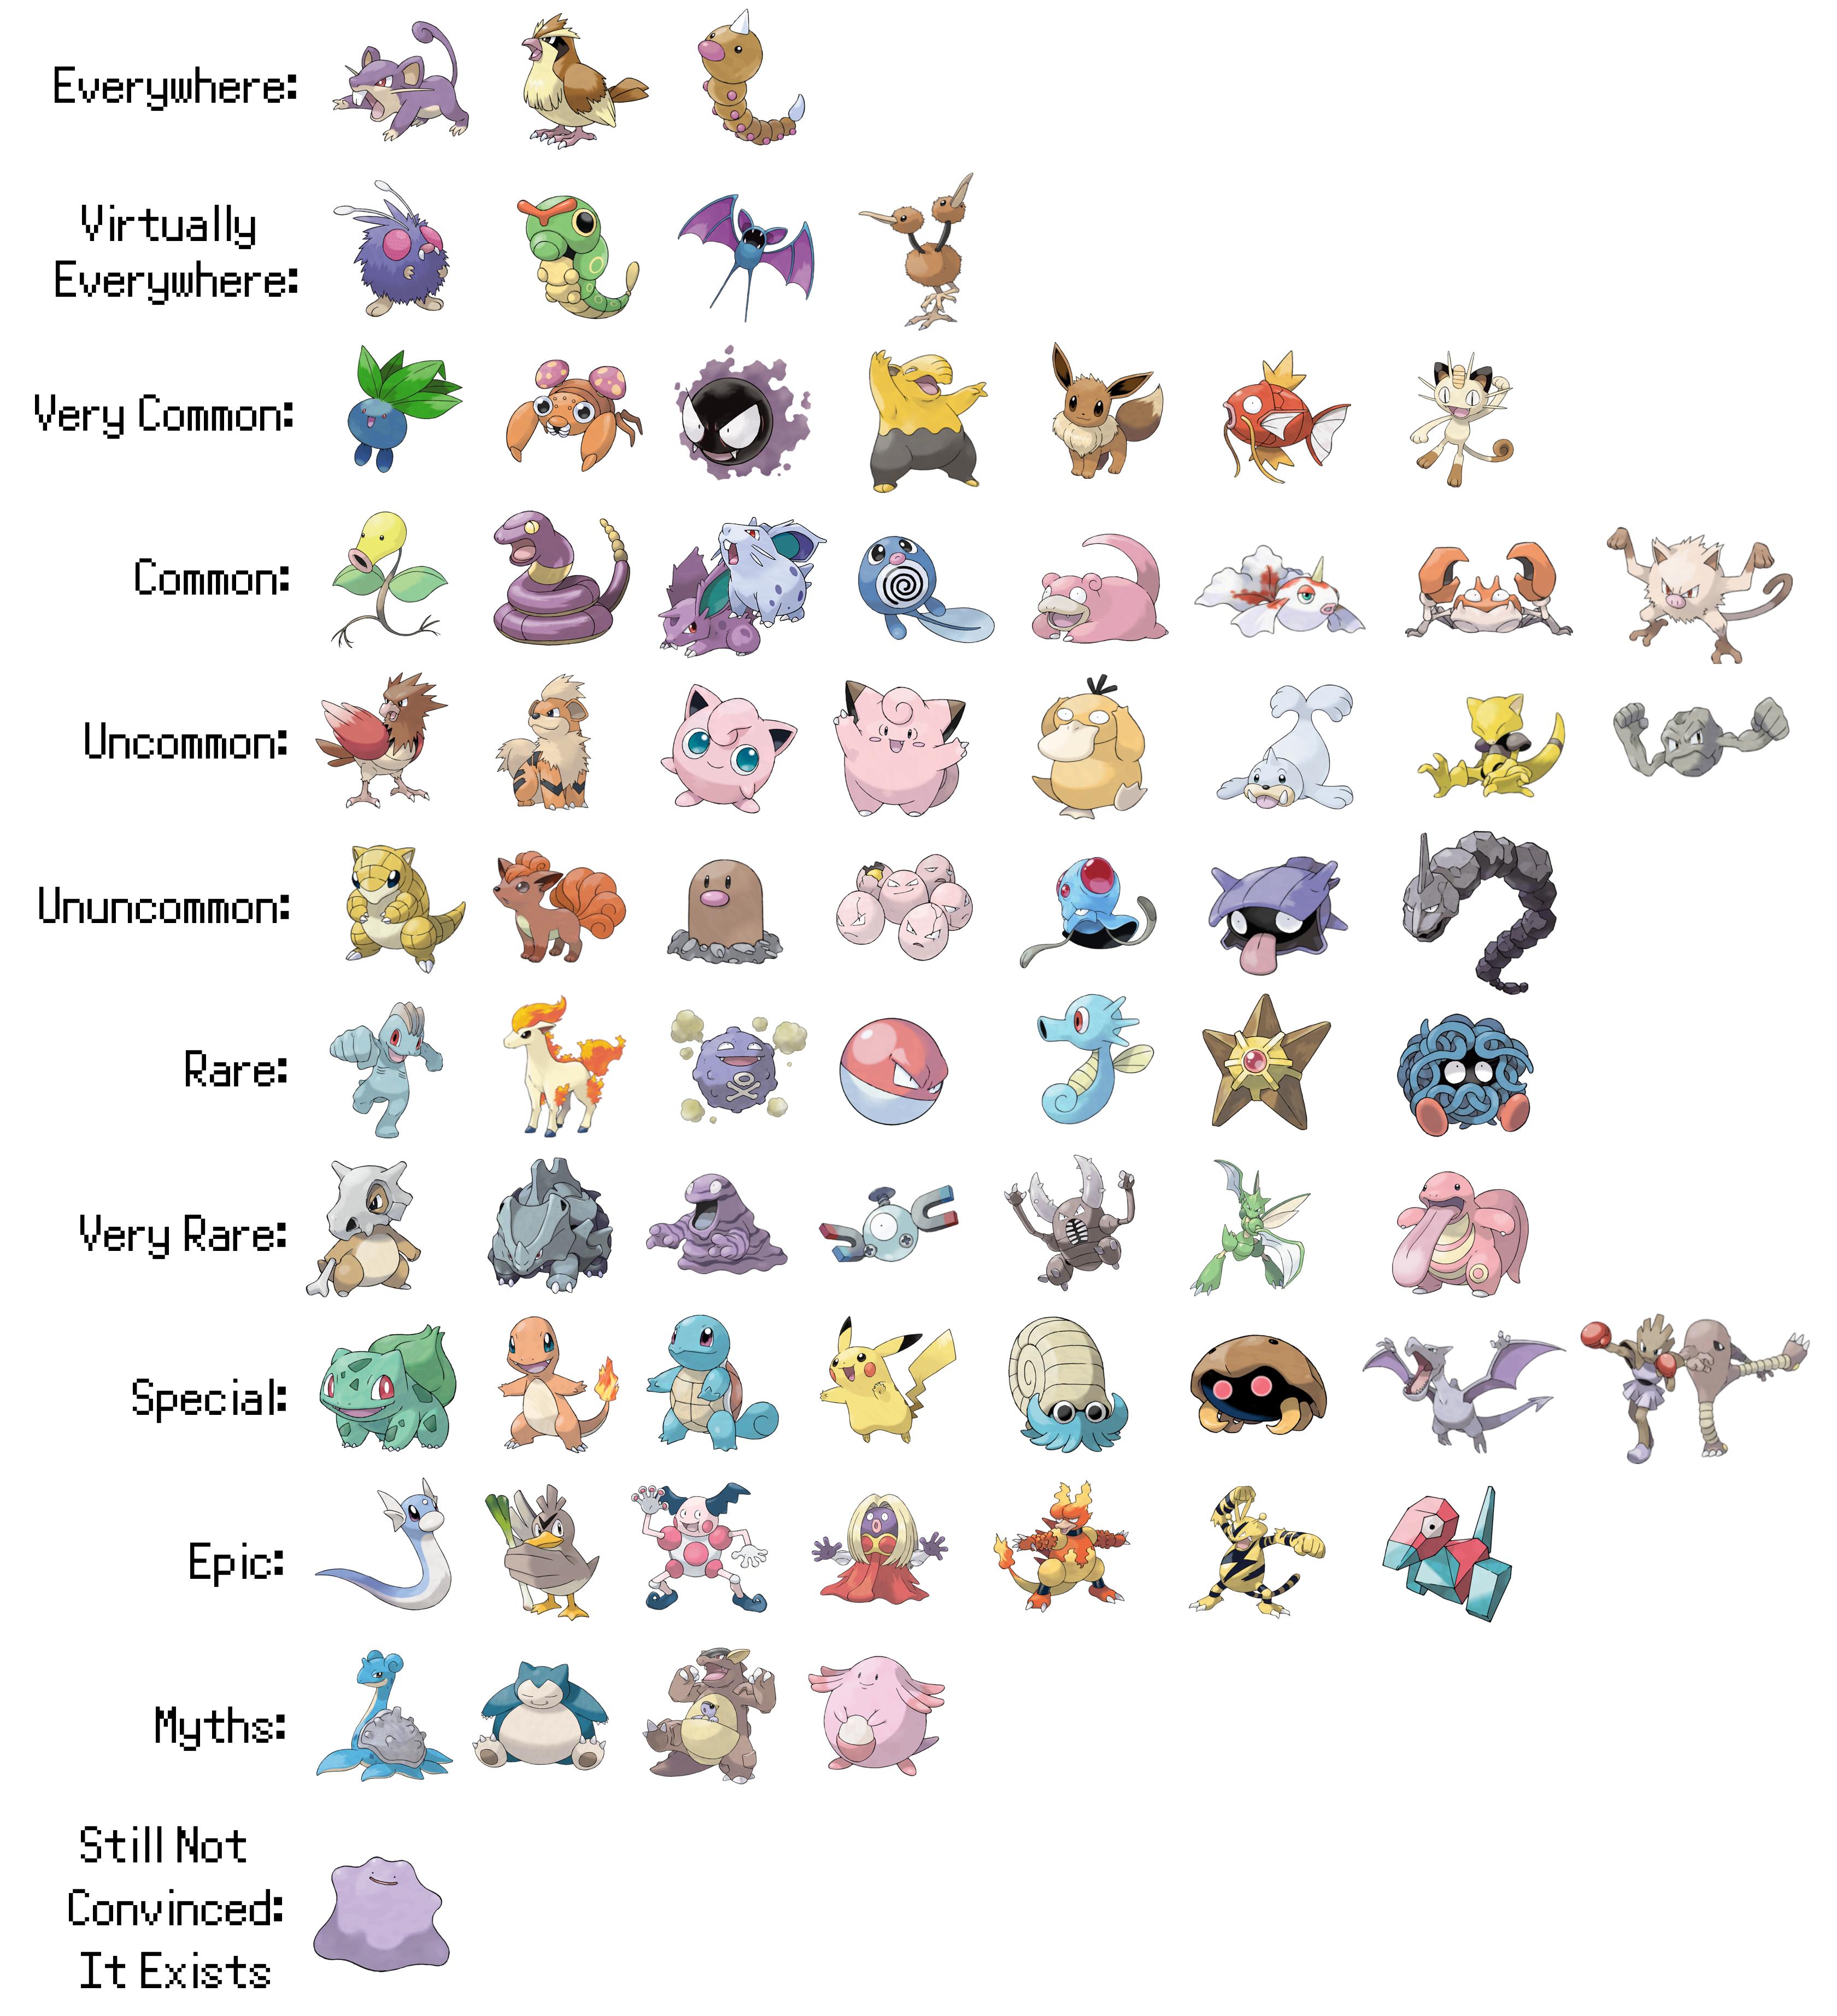 Everywhere:
Virtually
Everywhere:
Very Common:
Common:
Uncommon:
Ununcommon:
Rare:
Very Rare:
Special:
Epic:
Myths:
Still Not
Convinced:
It Exists